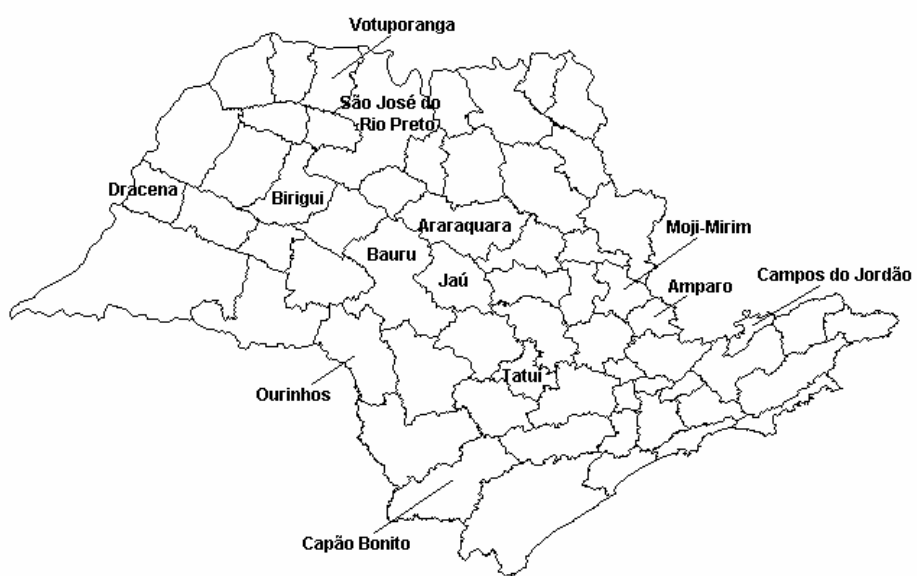 Votuporanga
São José do
Rio Preto
Dracena
Birigui
Araraquara
Moji-Mirim
Bauru
Campos do Jordão
Jaú
Amparo
Tatuí
Ourinhos
Capão Bonito